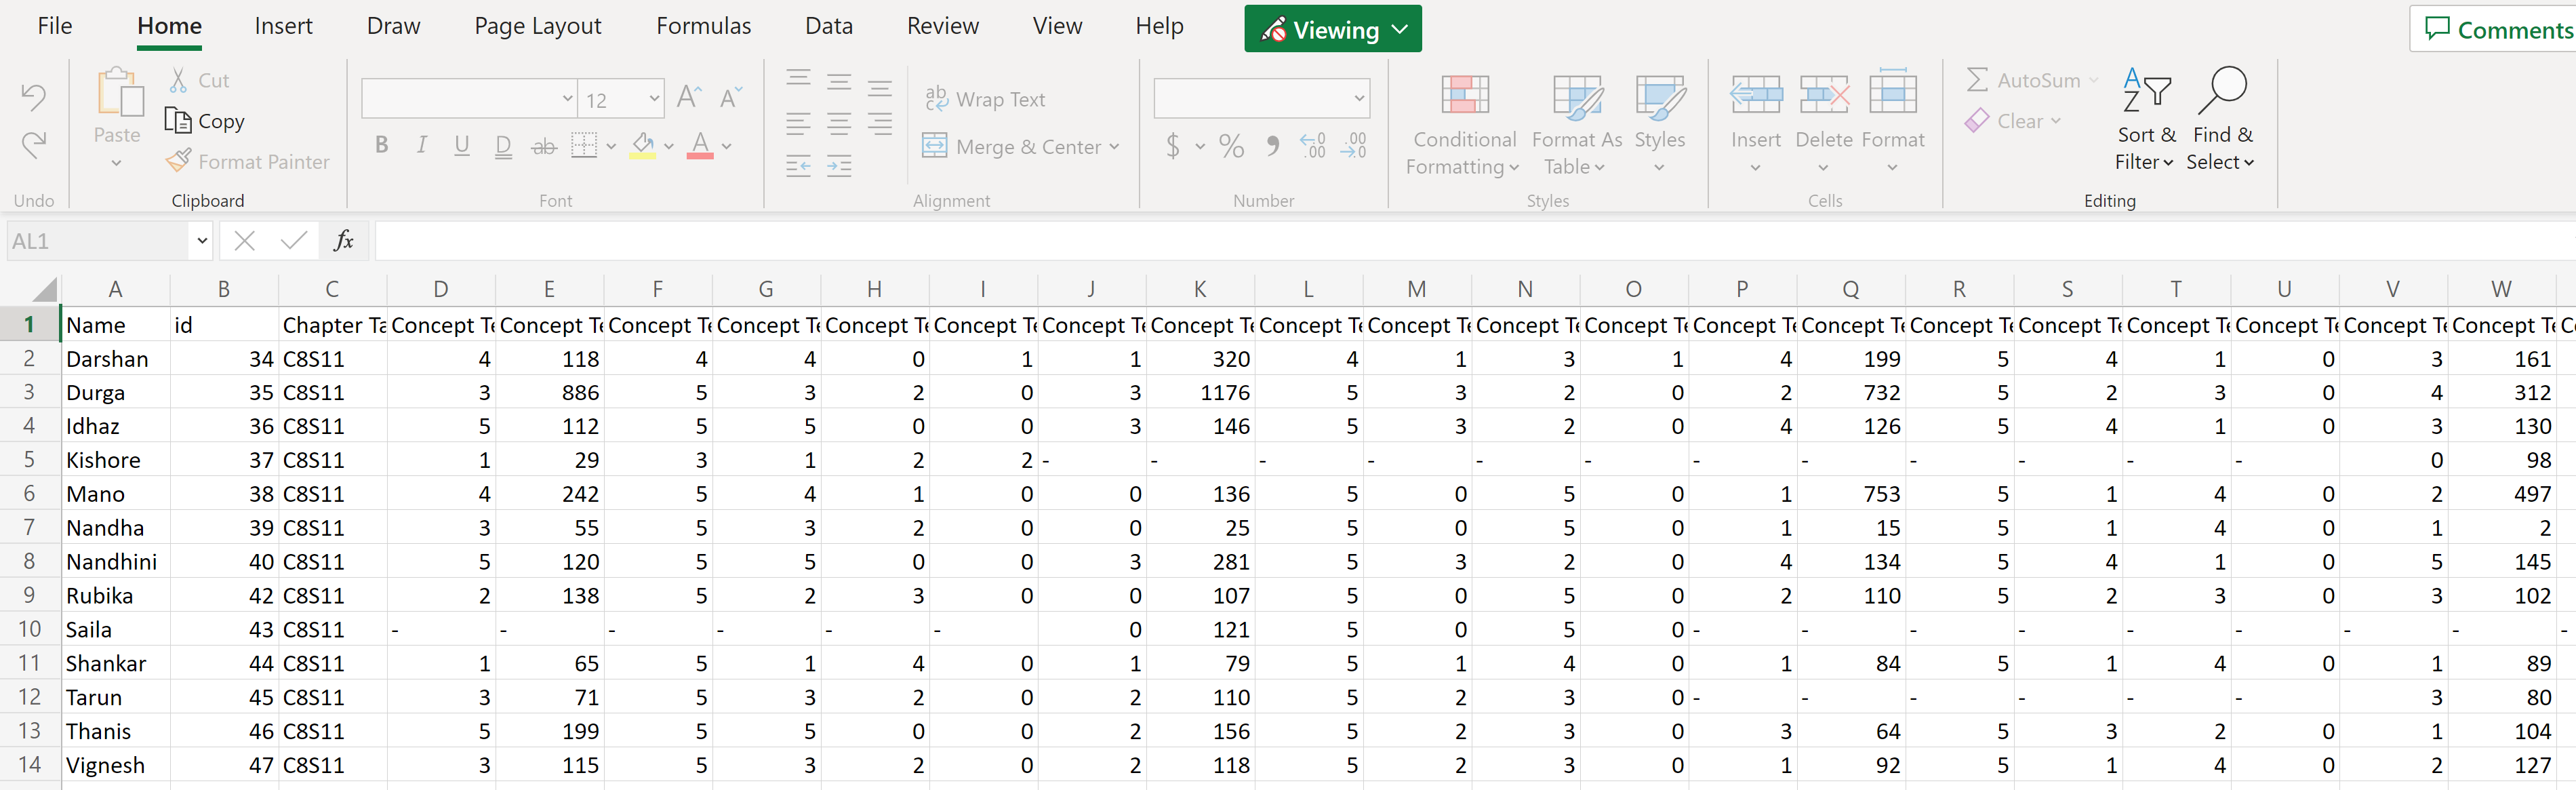 File Home Insert Draw Page Layout Formulas Data Review View Help Viewing Comments
Cut
12
Wrap Text
AutoSum
Paste
Copy
Clear
Conditional Formatting
Format As Table
Styles
Insert
Delete
Format
Sort & Filter
Find & Select
B I U D ab
Merge & Center
$ % 9
Format Painter
Undo Clipboard Font Alignment Number Styles Cells Editing
AL1 fx
A B C D E F G H I J K L M N O P Q R S T U V W
1 Name id Chapter Ta Concept Te Concept Te Concept Te Concept Te Concept Te Concept Te Concept Te Concept Te Concept Te Concept Te Concept Te Concept Te Concept Te Concept Te Concept Te Concept Te Concept Te Concept Te Concept Te Concept Te C
2 Darshan 34 C8S11 4 118 4 4 0 1 1 320 4 1 3 1 4 199 5 4 1 0 3 161
3 Durga 35 C8S11 3 886 5 3 2 0 3 1176 5 3 2 0 2 732 5 2 3 0 4 312
4 Idhaz 36 C8S11 5 112 5 5 0 0 3 146 5 3 2 0 4 126 5 4 1 0 3 130
5 Kishore 37 C8S11 1 29 3 1 2 2 - - - - - - - - - - - - 0 98
6 Mano 38 C8S11 4 242 5 4 1 0 0 136 5 0 5 0 1 753 5 1 4 0 2 497
7 Nandha 39 C8S11 3 55 5 3 2 0 0 25 5 0 5 0 1 15 5 1 4 0 1 2
8 Nandhini 40 C8S11 5 120 5 5 0 0 3 281 5 3 2 0 4 134 5 4 1 0 5 145
9 Rubika 42 C8S11 2 138 5 2 3 0 0 107 5 0 5 0 2 110 5 2 3 0 3 102
10 Saila 43 C8S11 - - - - - - 0 121 5 0 5 0 - - - - - - - - -
11 Shankar 44 C8S11 1 65 5 1 4 0 1 79 5 1 4 0 1 84 5 1 4 0 1 89
12 Tarun 45 C8S11 3 71 5 3 2 0 2 110 5 2 3 0 - - - - - - 3 80
13 Thanis 46 C8S11 5 199 5 5 0 0 2 156 5 2 3 0 3 64 5 3 2 0 1 104
14 Vignesh 47 C8S11 3 115 5 3 2 0 2 118 5 2 3 0 1 92 5 1 4 0 2 127